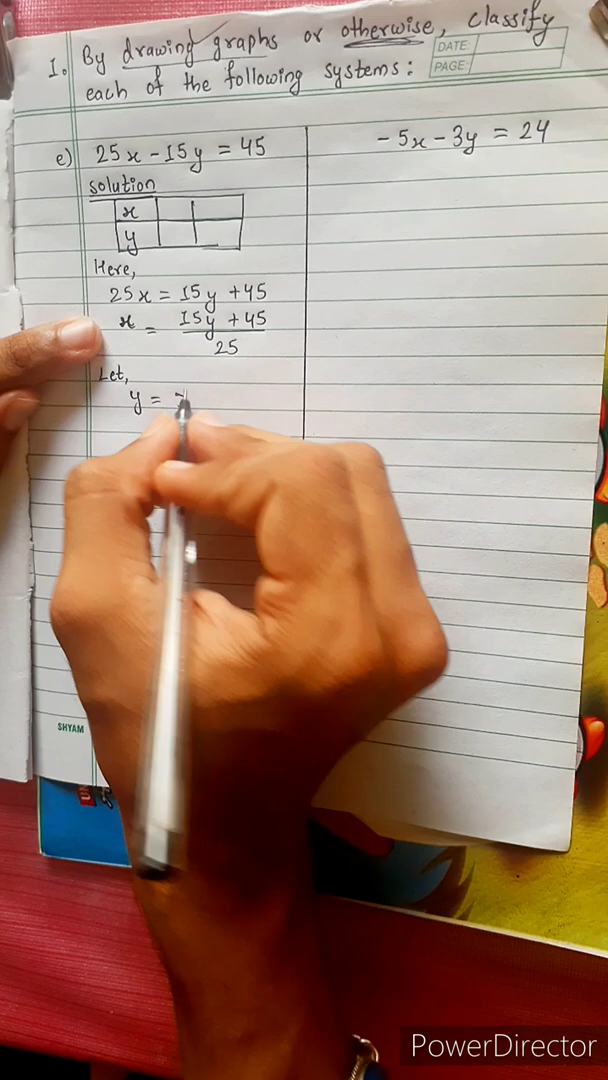 1. By drawing graphs or otherwise, classify
each of the following systems:
DATE:
PAGE:
e) 25x - 15y = 45
solution
x
y
Here,
25x = 15y + 45
x = 15y + 45
25
Let,
y =
- 5x - 3y = 24
SHYAM
PowerDirector